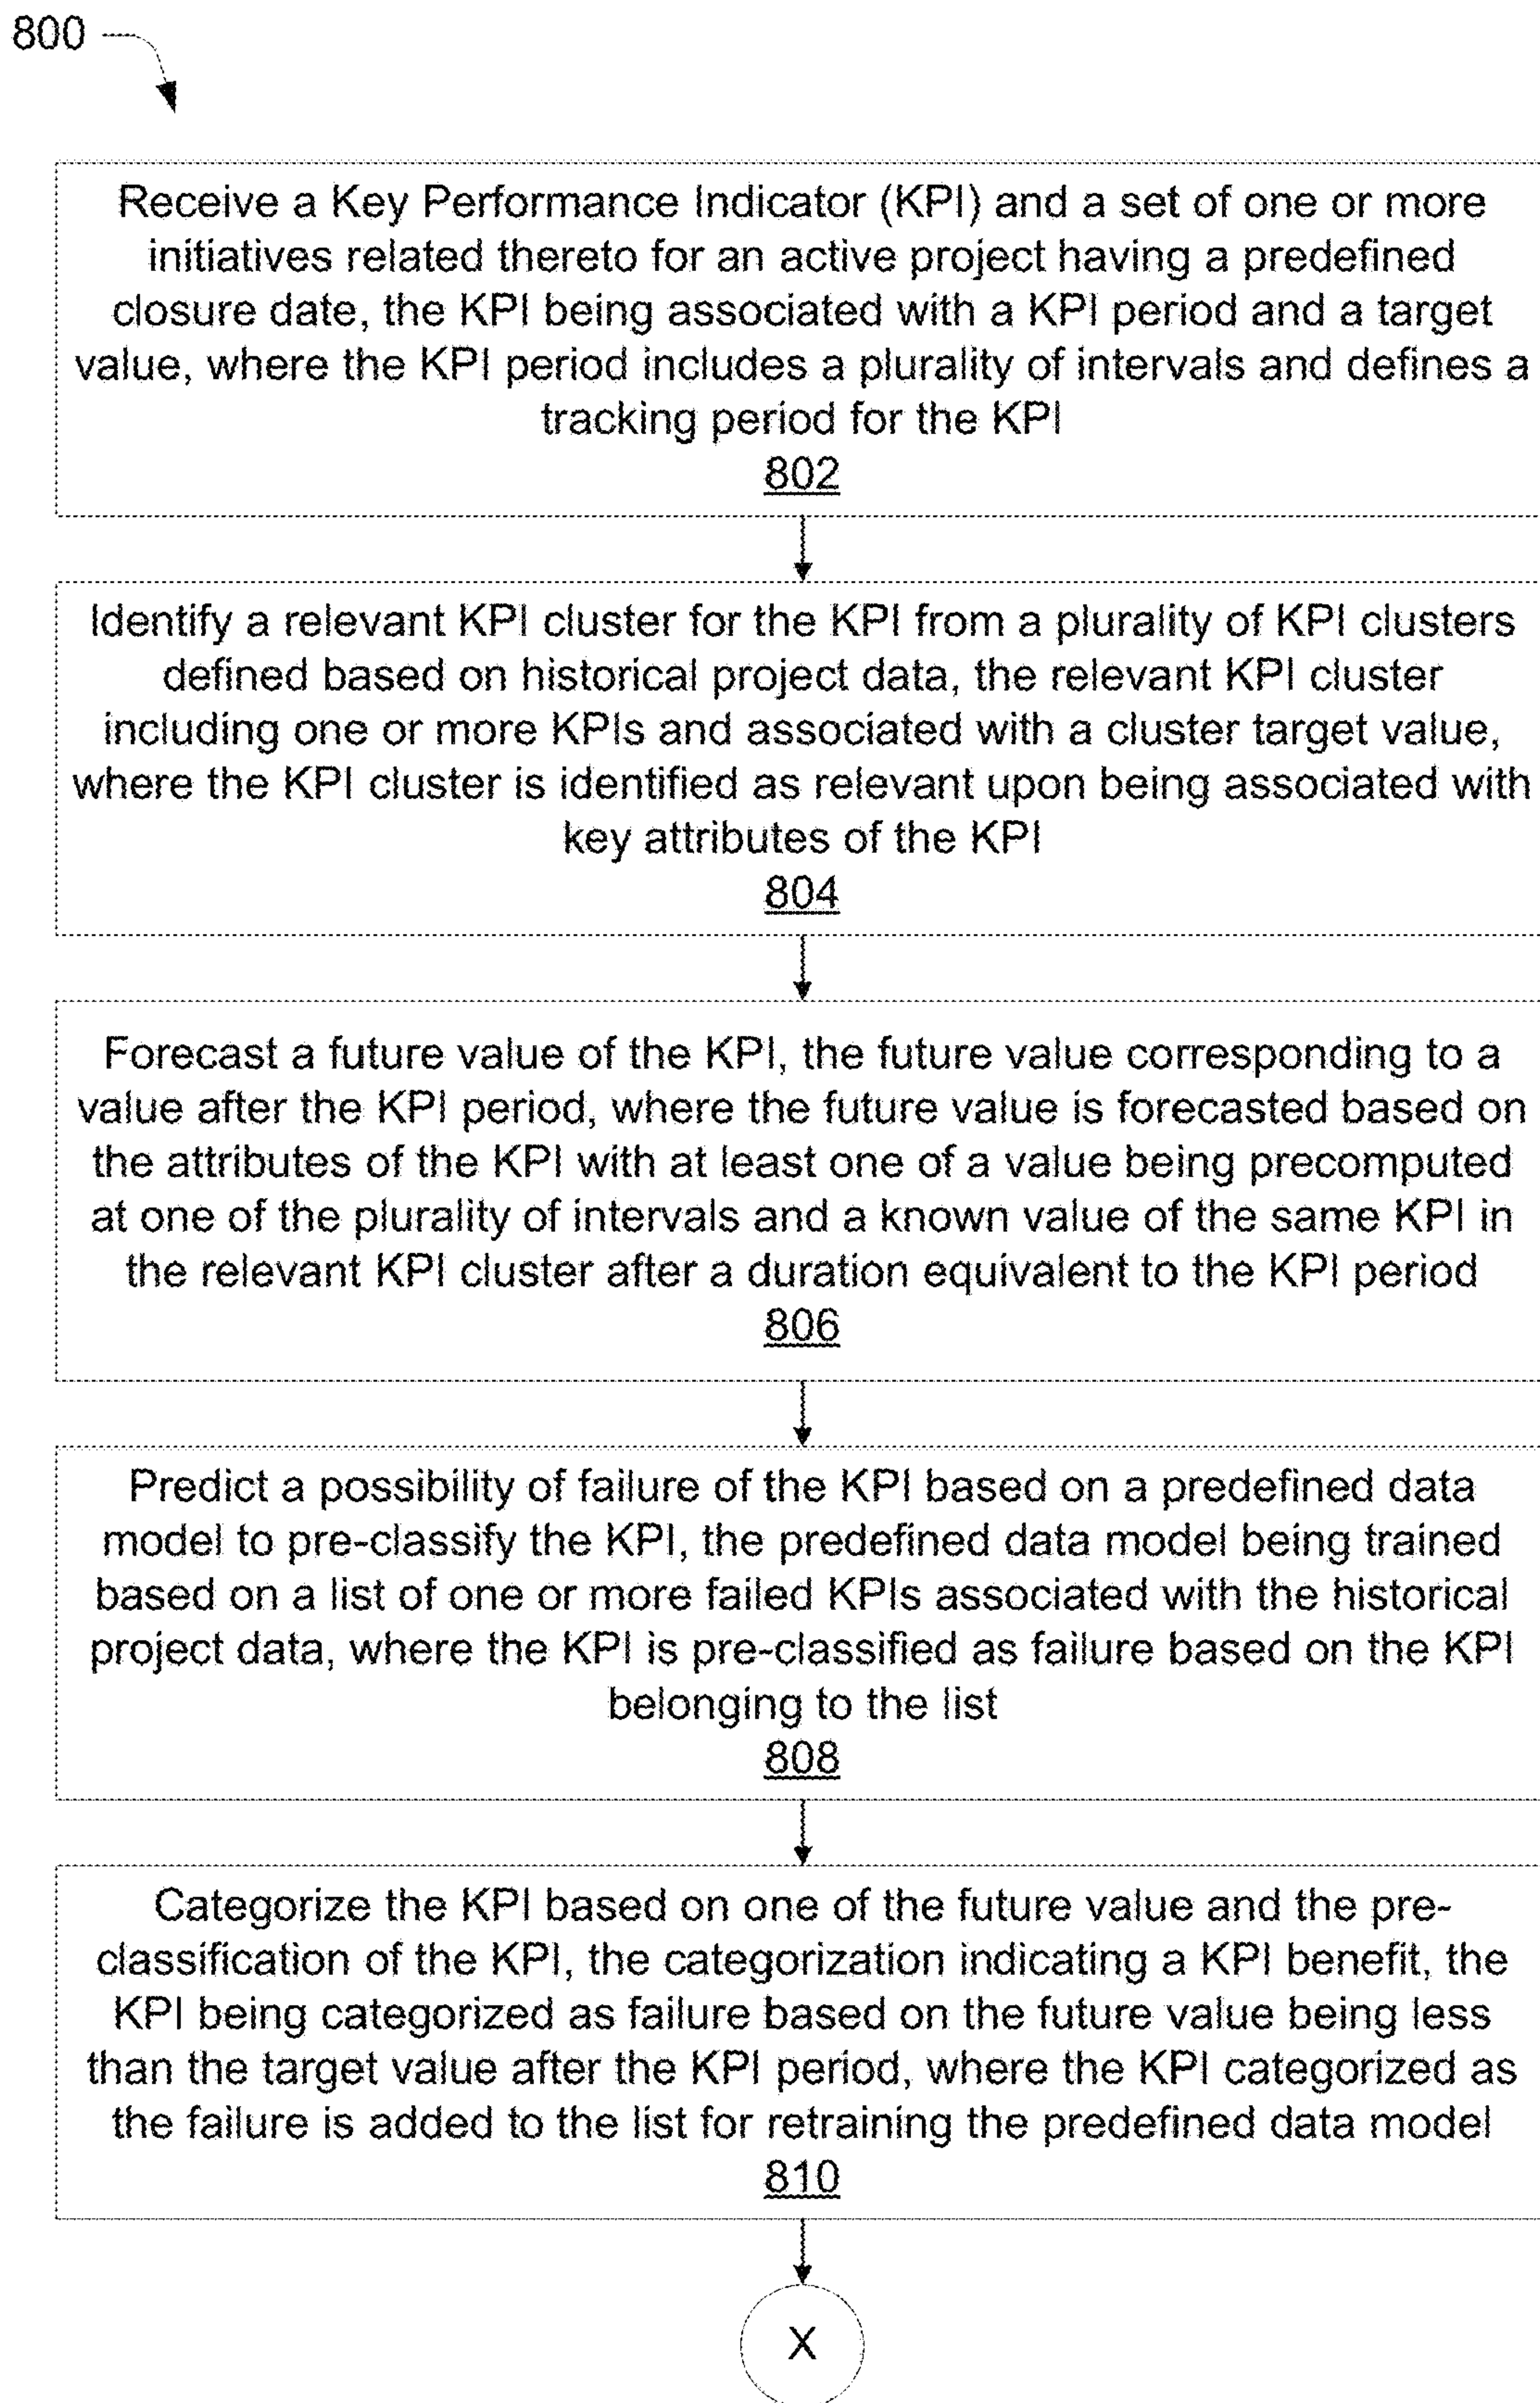 800
Receive a Key Performance Indicator (KPI) and a set of one or more
initiatives related thereto for an active project having a predefined
closure date, the KPI being associated with a KPI period and a target
value, where the KPI period includes a plurality of intervals and defines a
tracking period for the KPI
802
Identify a relevant KPI cluster for the KPI from a plurality of KPI clusters
defined based on historical project data, the relevant KPI cluster
including one or more KPIs and associated with a cluster target value,
where the KPI cluster is identified as relevant upon being associated with
key attributes of the KPI
804
Forecast a future value of the KPI, the future value corresponding to a
value after the KPI period, where the future value is forecasted based on
the attributes of the KPI with at least one of a value being precomputed
at one of the plurality of intervals and a known value of the same KPI in
the relevant KPI cluster after a duration equivalent to the KPI period
806
Predict a possibility of failure of the KPI based on a predefined data
model to pre-classify the KPI, the predefined data model being trained
based on a list of one or more failed KPIs associated with the historical
project data, where the KPI is pre-classified as failure based on the KPI
belonging to the list
808
Categorize the KPI based on one of the future value and the pre-
classification of the KPI, the categorization indicating a KPI benefit, the
KPI being categorized as failure based on the future value being less
than the target value after the KPI period, where the KPI categorized as
the failure is added to the list for retraining the predefined data model
810
X